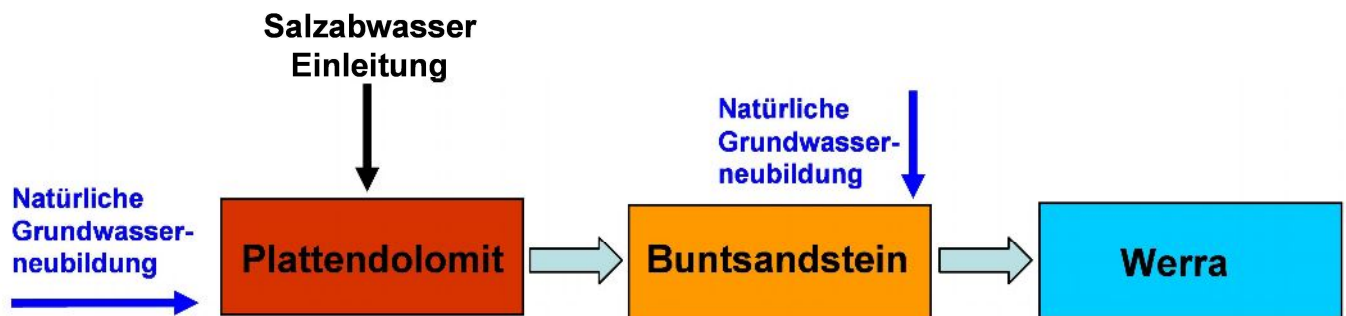 Salzabwasser
Einleitung
Natürliche
Grundwasser-
neubildung
Natürliche
Grundwasser-
neubildung
Plattendolomit
Buntsandstein
Werra